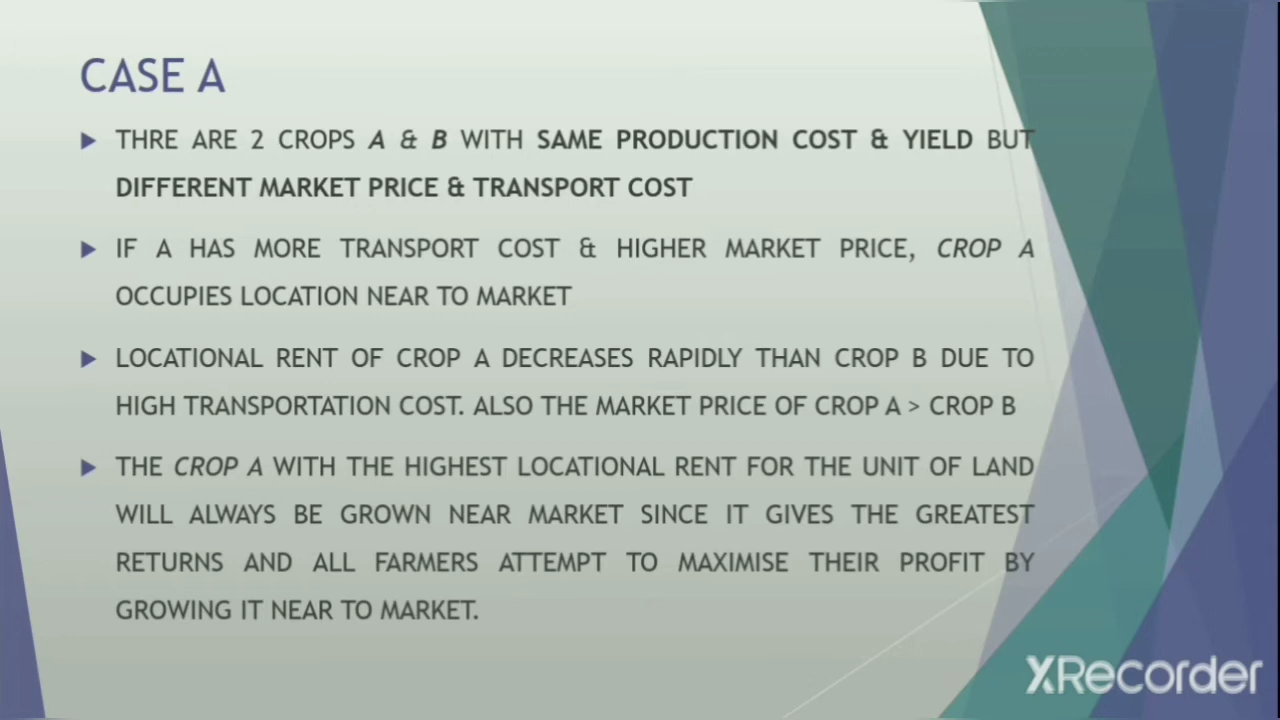 CASE A
THRE ARE 2 CROPS A & B WITH SAME PRODUCTION COST & YIELD BUT
DIFFERENT MARKET PRICE & TRANSPORT COST
IF A HAS MORE TRANSPORT COST & HIGHER MARKET PRICE, CROP A
OCCUPIES LOCATION NEAR TO MARKET
LOCATIONAL RENT OF CROP A DECREASES RAPIDLY THAN CROP B DUE TO
HIGH TRANSPORTATION COST. ALSO THE MARKET PRICE OF CROP A > CROP B
THE CROP A WITH THE HIGHEST LOCATIONAL RENT FOR THE UNIT OF LAND
WILL ALWAYS BE GROWN NEAR MARKET SINCE IT GIVES THE GREATEST
RETURNS AND ALL FARMERS ATTEMPT TO MAXIMISE THEIR PROFIT BY
GROWING IT NEAR TO MARKET.
XRecorder